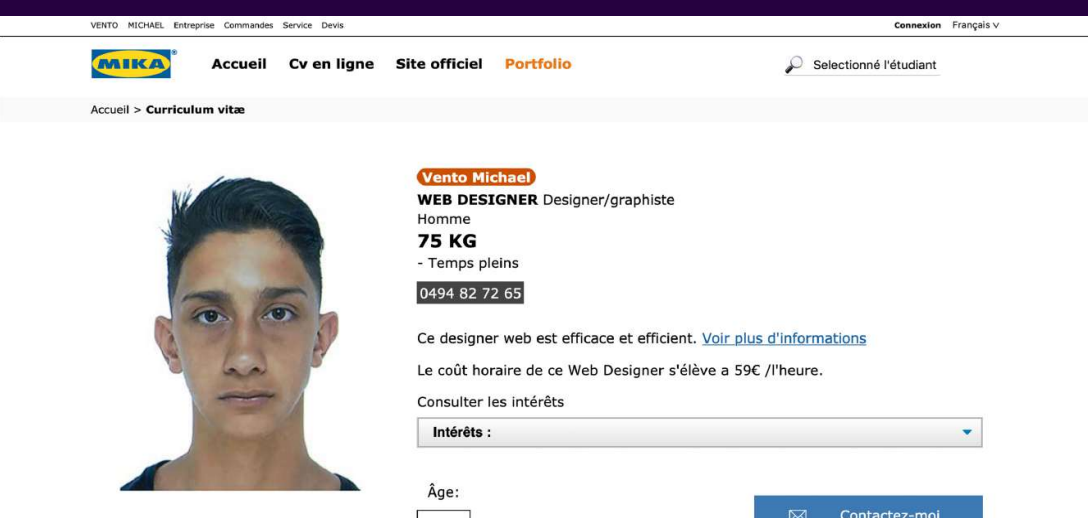 VENTO MICHAEL Entreprise Commandes Service Devis
Connexion Français
MIKA®
Accueil Cv en ligne Site officiel Portfolio
Selectionné l'étudiant
Accueil > Curriculum vitæ
Vento Michael
WEB DESIGNER Designer/graphiste
Homme
75 KG
- Temps pleins
0494 82 72 65
Ce designer web est efficace et efficient. Voir plus d'informations
Le coût horaire de ce Web Designer s'élève a 59€ /l'heure.
Consulter les intérêts
Intérêts :
Âge:
Contactez-moi